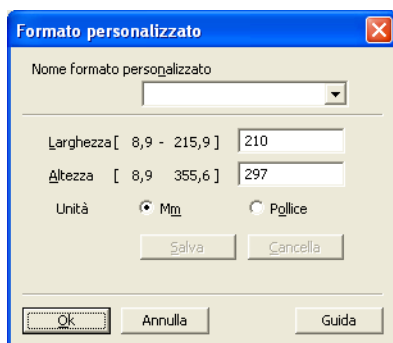 Formato personalizzato
Nome formato personalizzato
Larghezza [ 8,9 - 215,9 ] 210
Altezza [ 8,9 355,6 ] 297
Unità Mm Pollice
Salva Cancella
Ok Annulla Guida